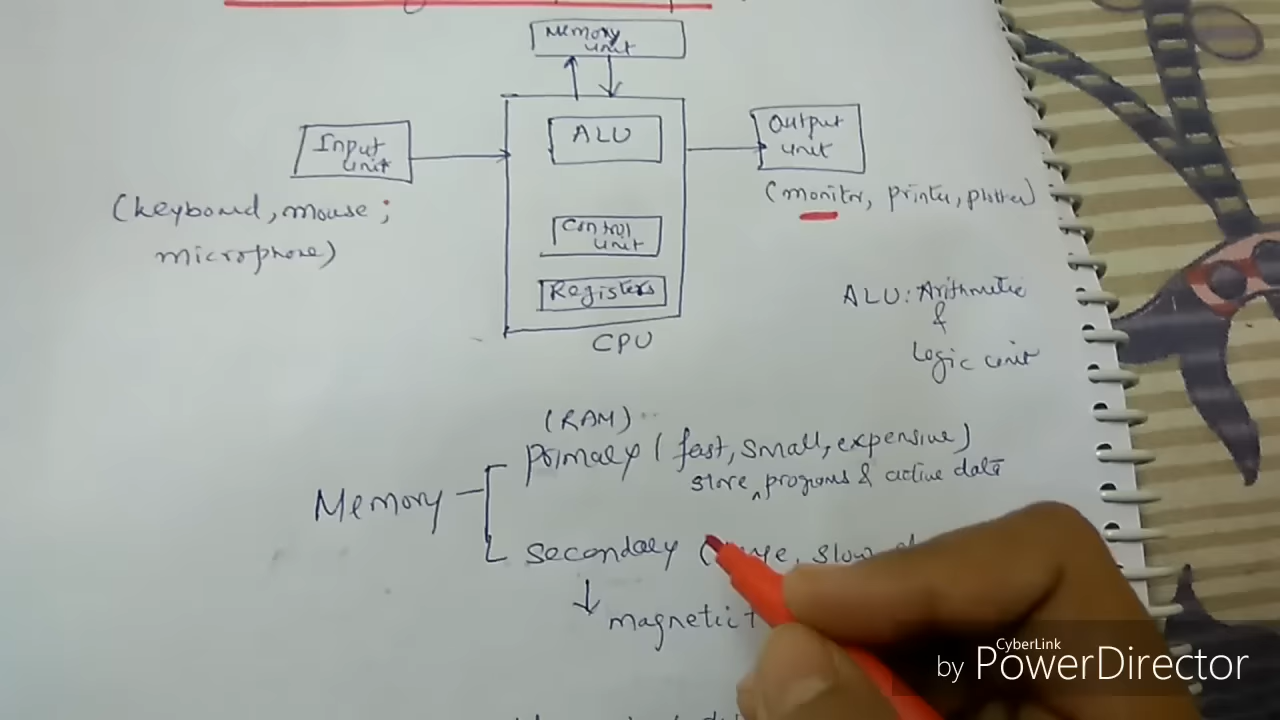 Memory
unit
ALU
Input
unit
Output
unit
(keyboard, mouse;
microphone)
(monitor, printer, plotter)
Control
unit
Registers
CPU
ALU: Arithmetic
&
Logic unit
(RAM)
primary (fast, small, expensive)
store ^ programs & active data
Memory
secondary (
slow
magnetic t
CyberLink
by PowerDirector